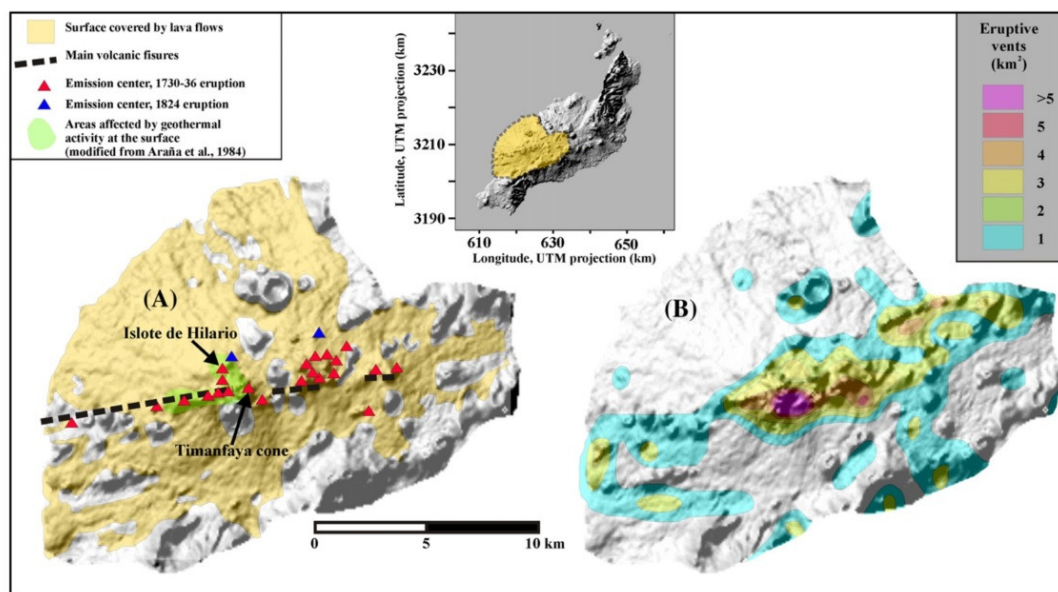 Surface covered by lava flows
Main volcanic fisures
Emission center, 1730-36 eruption
Emission center, 1824 eruption
Areas affected by geothermal
activity at the surface
(modified from Araña et al., 1984)
Latitude, UTM projection (km)
3230
3210
3190
610
630
650
Longitude, UTM projection (km)
Eruptive
vents
(km²)
>5
5
4
3
2
1
(A)
Islote de Hilario
Timanfaya cone
0
5
10 km
(B)